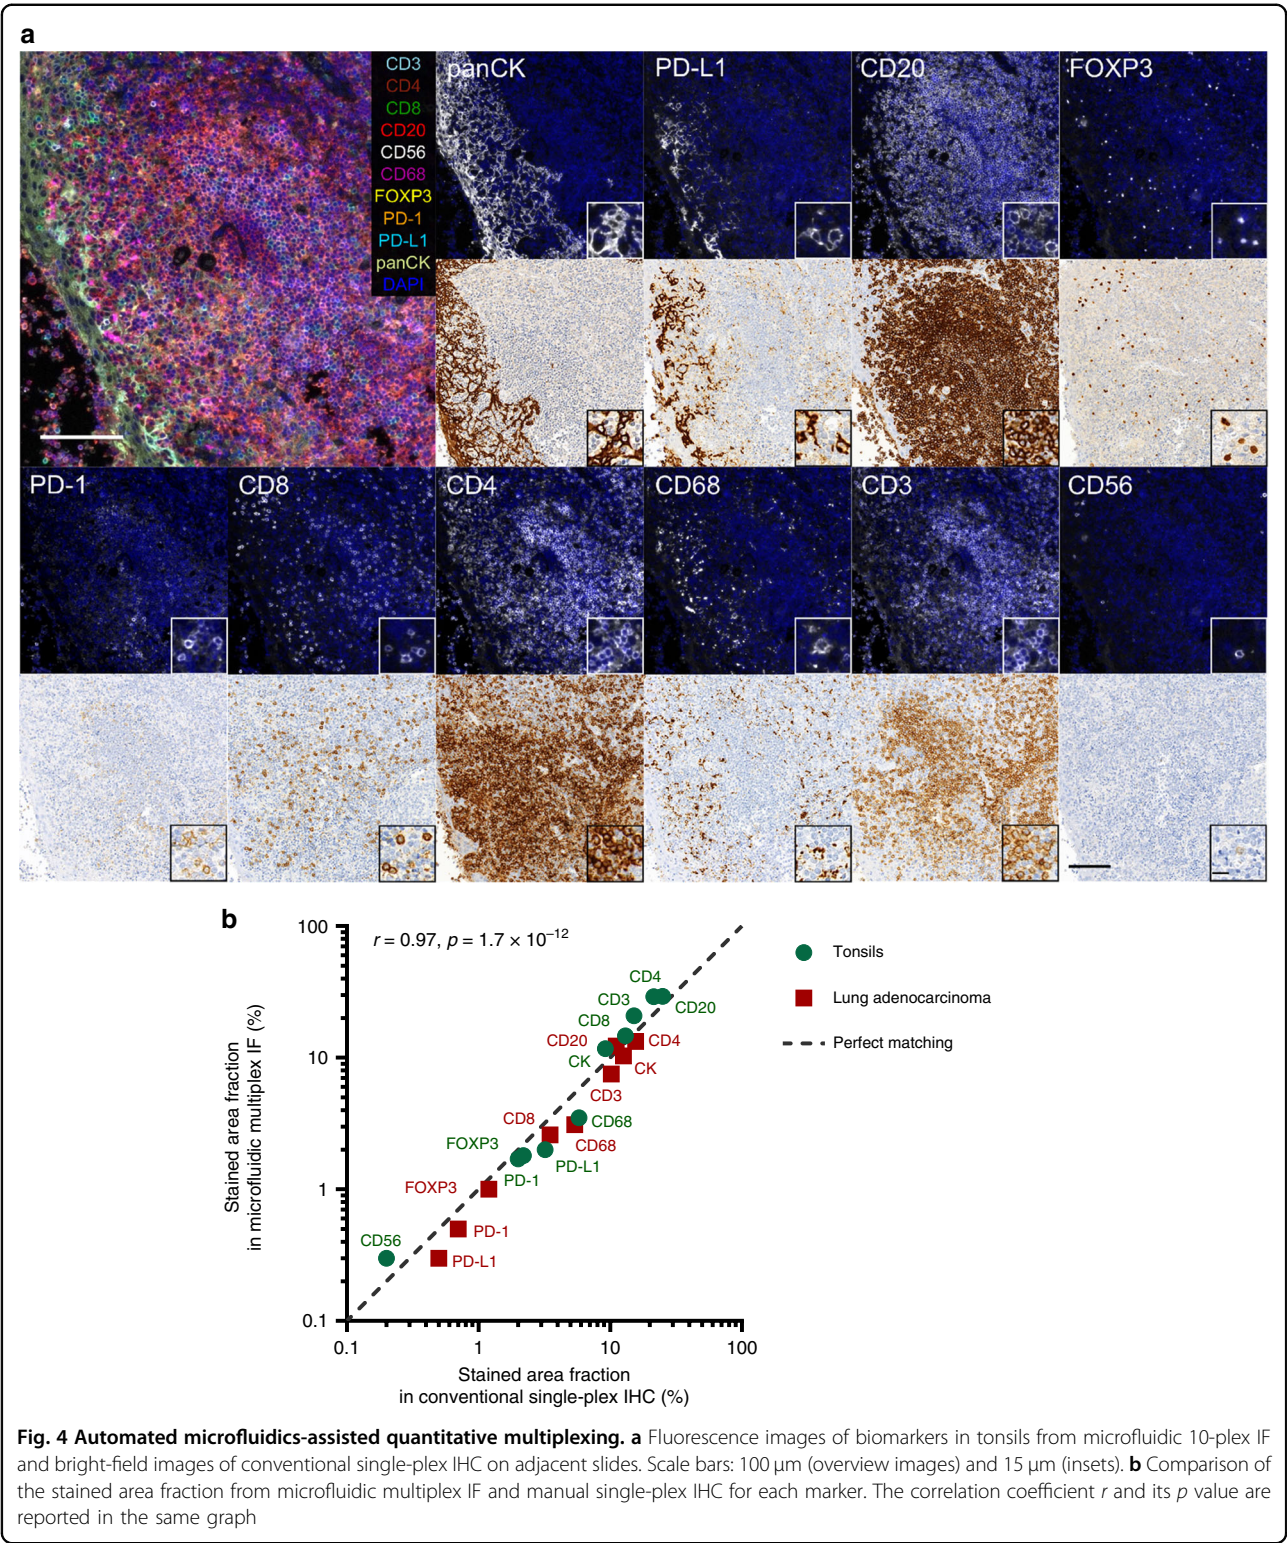 a
CD3
CD4
CD8
CD20
CD56
CD68
FOXP3
PD-1
PD-L1
panCK
DAPI
panCK
PD-L1
CD20
FOXP3
PD-1
CD8
CD4
CD68
CD3
CD56
b
r = 0.97, p = 1.7 × 10⁻¹²
100
10
1
0.1
Stained area fraction
in microfluidic multiplex IF (%)
CD4
CD20
CD3
CD8
CD20
CD4
CK
CK
CD3
CD8
CD68
CD68
FOXP3
PD-L1
PD-1
FOXP3
PD-1
CD56
PD-L1
0.1
1
10
100
Stained area fraction
in conventional single-plex IHC (%)
Tonsils
Lung adenocarcinoma
Perfect matching
Fig. 4 Automated microfluidics-assisted quantitative multiplexing. a Fluorescence images of biomarkers in tonsils from microfluidic 10-plex IF
and bright-field images of conventional single-plex IHC on adjacent slides. Scale bars: 100 μm (overview images) and 15 μm (insets). b Comparison of
the stained area fraction from microfluidic multiplex IF and manual single-plex IHC for each marker. The correlation coefficient r and its p value are
reported in the same graph